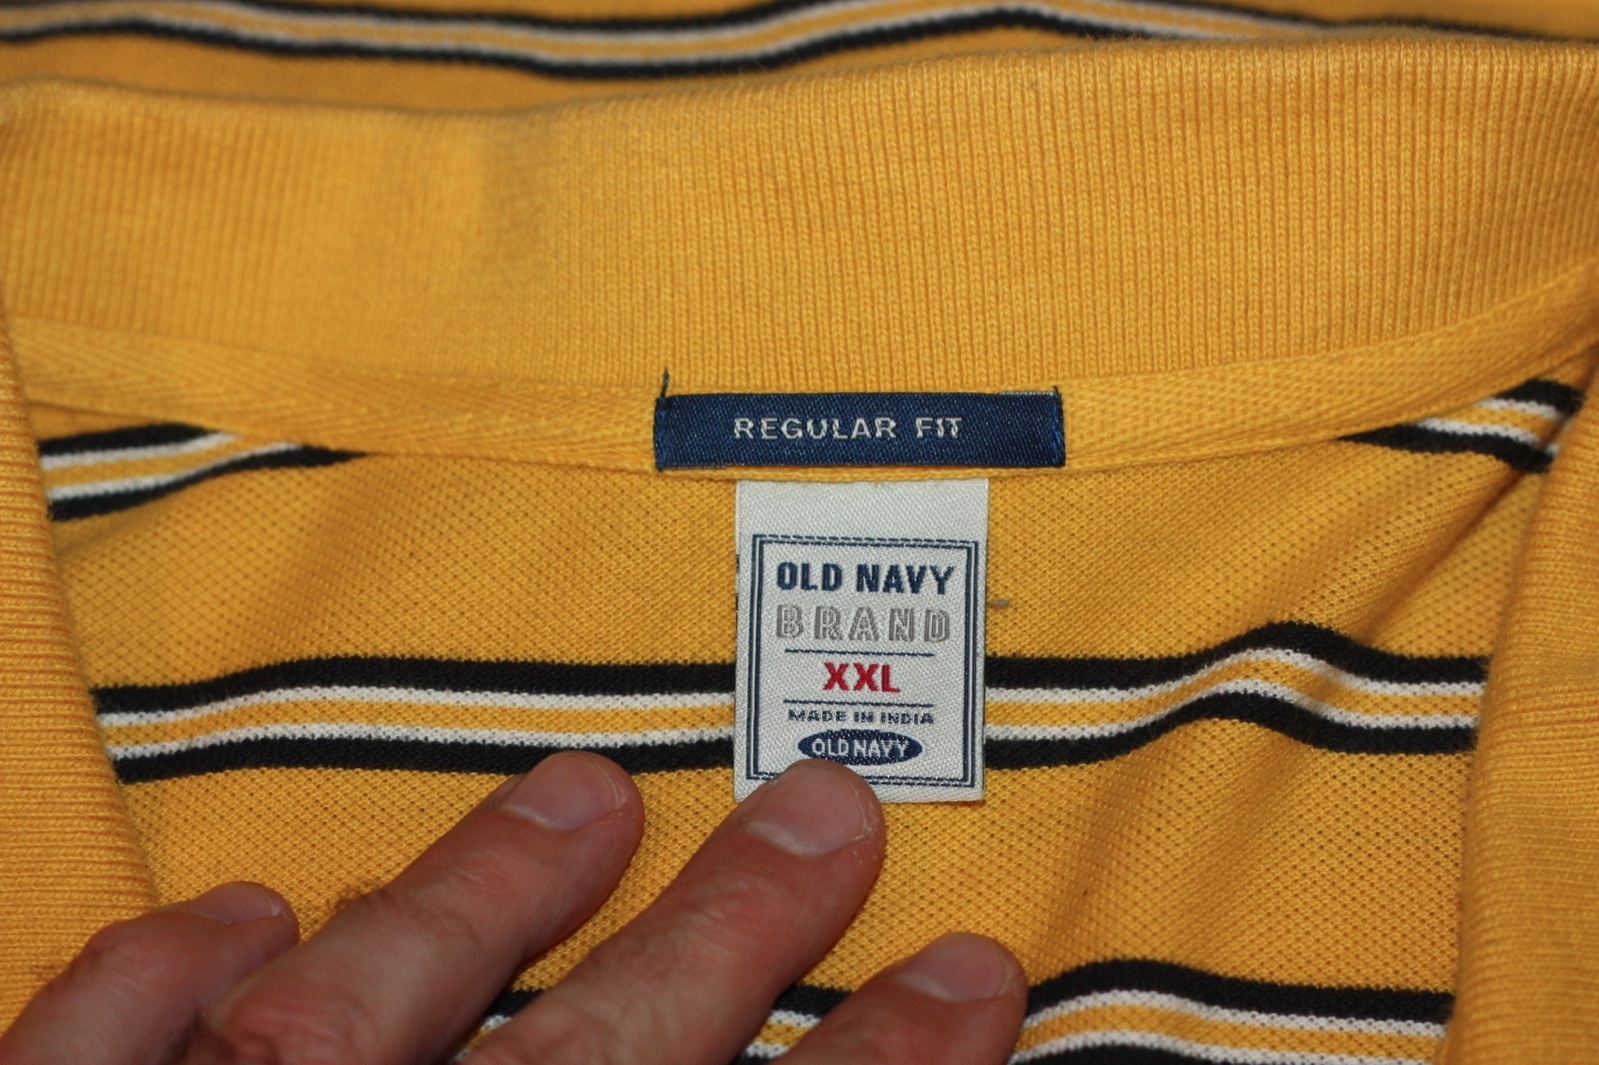 REGULAR FIT
OLD NAVY
BRAND
XXL
MADE IN INDIA
OLD NAVY